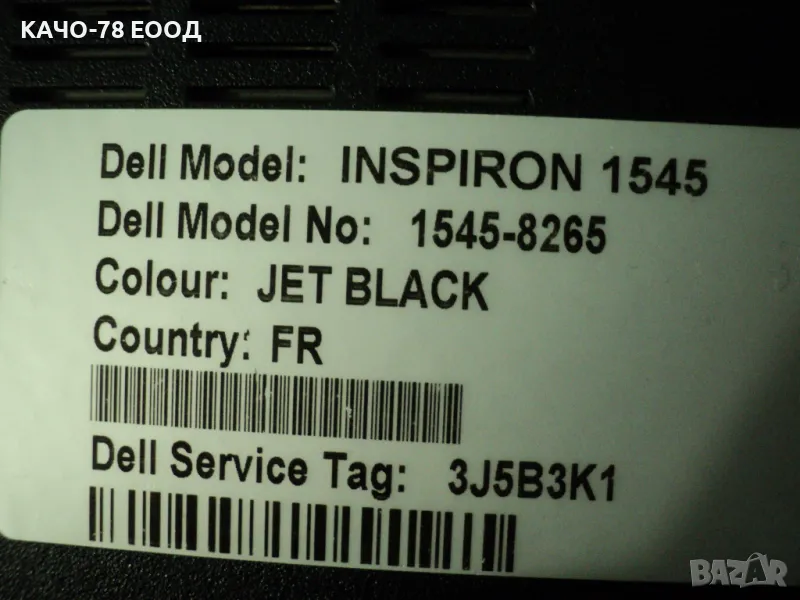 КАЧО-78 ЕООД
Dell Model: INSPIRON 1545
Dell Model No: 1545-8265
Colour: JET BLACK
Country: FR
Dell Service Tag: 3J5B3K1
BAZAR